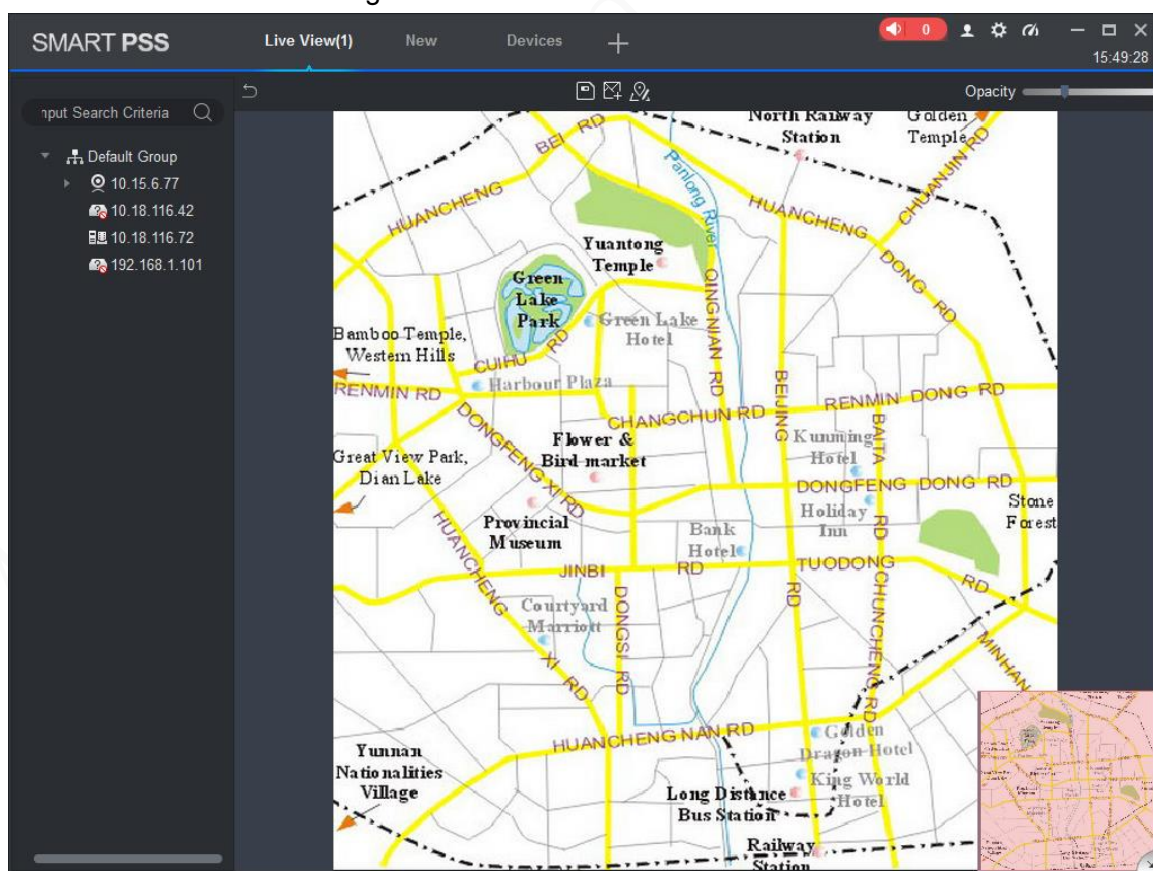 SMART PSS
Live View(1)
New
Devices
0
15:49:28
nput Search Criteria
Opacity
Default Group
10.15.6.77
10.18.116.42
10.18.116.72
192.168.1.101
North Railway
Station
Golden
Temple
BEI RD
HUANCHENG
Panlong River
HUANCHENG
DONG RD
CHUANJIN RD
Yuantong
Temple
Green
Lake
Park
Green Lake
Hotel
QINGNIAN RD
Bamboo Temple,
Western Hills
CUIHU RD
RENMIN RD
Harbour Plaza
BEIJING
RD
RENMIN DONG RD
CHANGCHUN RD
BAITA
RD
DONGFENG XI RD
Flower &
Bird market
Kunming
Hotel
Great View Park,
Dian Lake
DONGFENG DONG RD
Stone
Forest
Provincial
Museum
Bank
Hotel
Holiday
Inn
HUANCHENG
XI RD
JINBI RD
TUODONG
RD
Courtyard
Marriott
DONGSI RD
CHUNCHENG RD
MINHAN
HUANCHENG NAN RD
Golden
Dragon Hotel
Yunnan
Nationalities
Village
King World
Hotel
Long Distance
Bus Station
Railway
Station